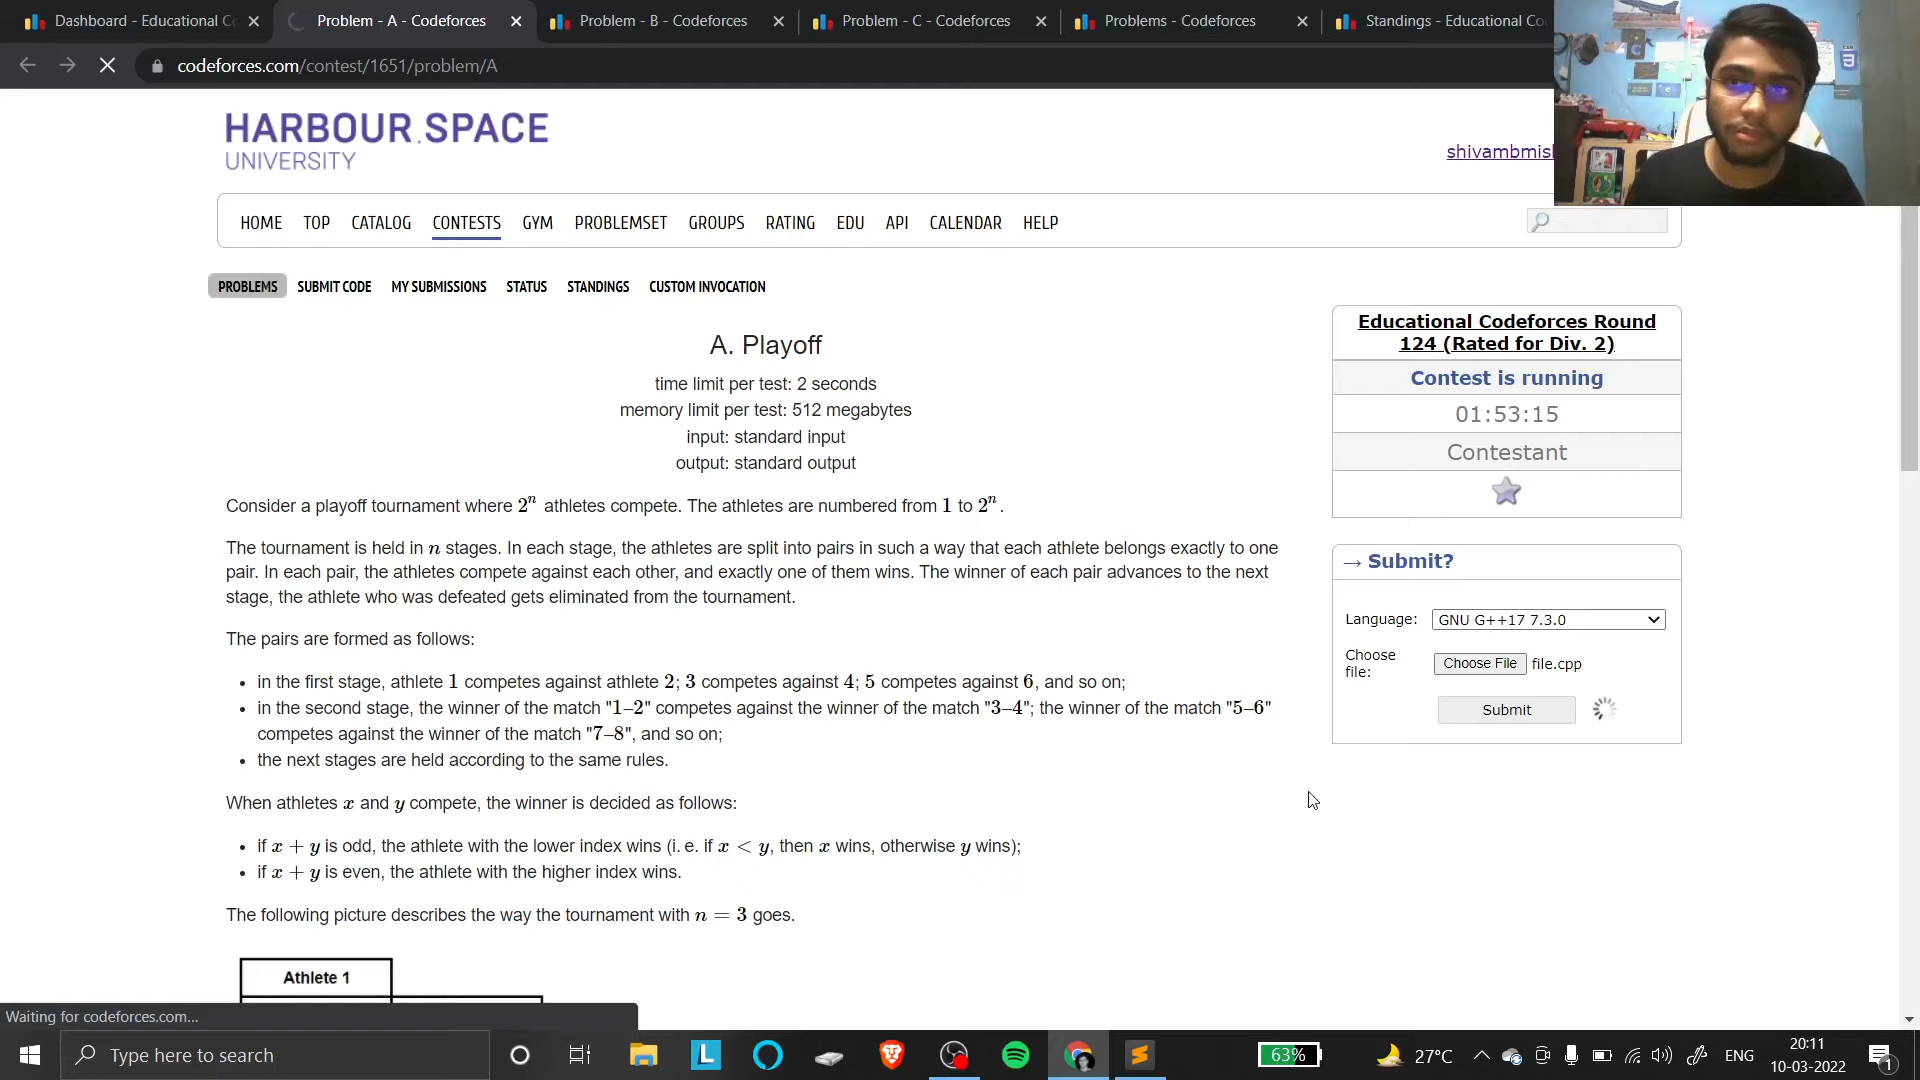 Dashboard - Educational Co
Problem - A - Codeforces
Problem - B - Codeforces
Problem - C - Codeforces
Problems - Codeforces
Standings - Educational Co
codeforces.com/contest/1651/problem/A
HARBOUR.SPACE
UNIVERSITY
shivambmish
HOME TOP CATALOG CONTESTS GYM PROBLEMSET GROUPS RATING EDU API CALENDAR HELP
PROBLEMS SUBMIT CODE MY SUBMISSIONS STATUS STANDINGS CUSTOM INVOCATION
A. Playoff
time limit per test: 2 seconds
memory limit per test: 512 megabytes
input: standard input
output: standard output
Consider a playoff tournament where 2ⁿ athletes compete. The athletes are numbered from 1 to 2ⁿ.
The tournament is held in n stages. In each stage, the athletes are split into pairs in such a way that each athlete belongs exactly to one
pair. In each pair, the athletes compete against each other, and exactly one of them wins. The winner of each pair advances to the next
stage, the athlete who was defeated gets eliminated from the tournament.
The pairs are formed as follows:
• in the first stage, athlete 1 competes against athlete 2; 3 competes against 4; 5 competes against 6, and so on;
• in the second stage, the winner of the match "1–2" competes against the winner of the match "3–4"; the winner of the match "5–6"
competes against the winner of the match "7–8", and so on;
• the next stages are held according to the same rules.
When athletes x and y compete, the winner is decided as follows:
• if x + y is odd, the athlete with the lower index wins (i. e. if x < y, then x wins, otherwise y wins);
• if x + y is even, the athlete with the higher index wins.
The following picture describes the way the tournament with n = 3 goes.
Athlete 1
Educational Codeforces Round
124 (Rated for Div. 2)
Contest is running
01:53:15
Contestant
→ Submit?
Language: GNU G++17 7.3.0
Choose
file:
Choose File file.cpp
Submit
Waiting for codeforces.com...
Type here to search
63%
27°C
ENG
20:11
10-03-2022
1